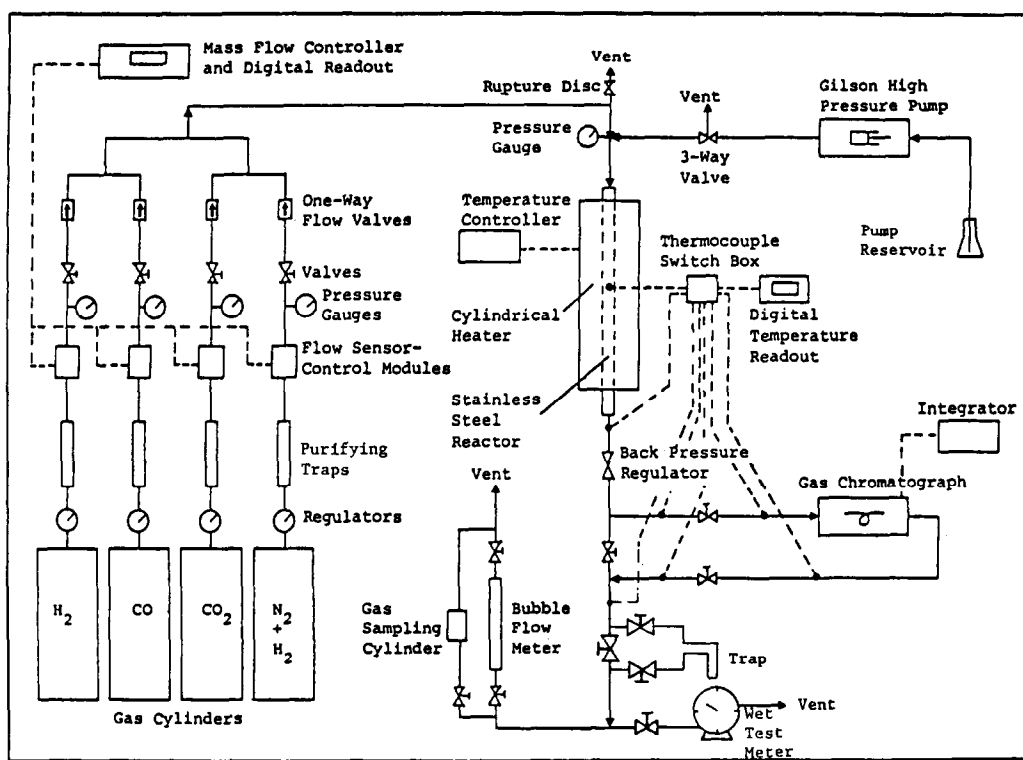 Mass Flow Controller
and Digital Readout
Vent
Rupture Disc
Vent
Gilson High
Pressure Pump
Pressure
Gauge
3-Way
Valve
One-Way
Flow Valves
Temperature
Controller
Thermocouple
Switch Box
Pump
Reservoir
Valves
Pressure
Gauges
Cylindrical
Heater
Digital
Temperature
Readout
Flow Sensor-
Control Modules
Stainless
Steel
Reactor
Integrator
Purifying
Traps
Vent
Back Pressure
Regulator
Gas Chromatograph
Regulators
H2
CO
CO2
N2
+
H2
Gas
Sampling
Cylinder
Bubble
Flow
Meter
Trap
Gas Cylinders
Vent
Wet
Test
Meter